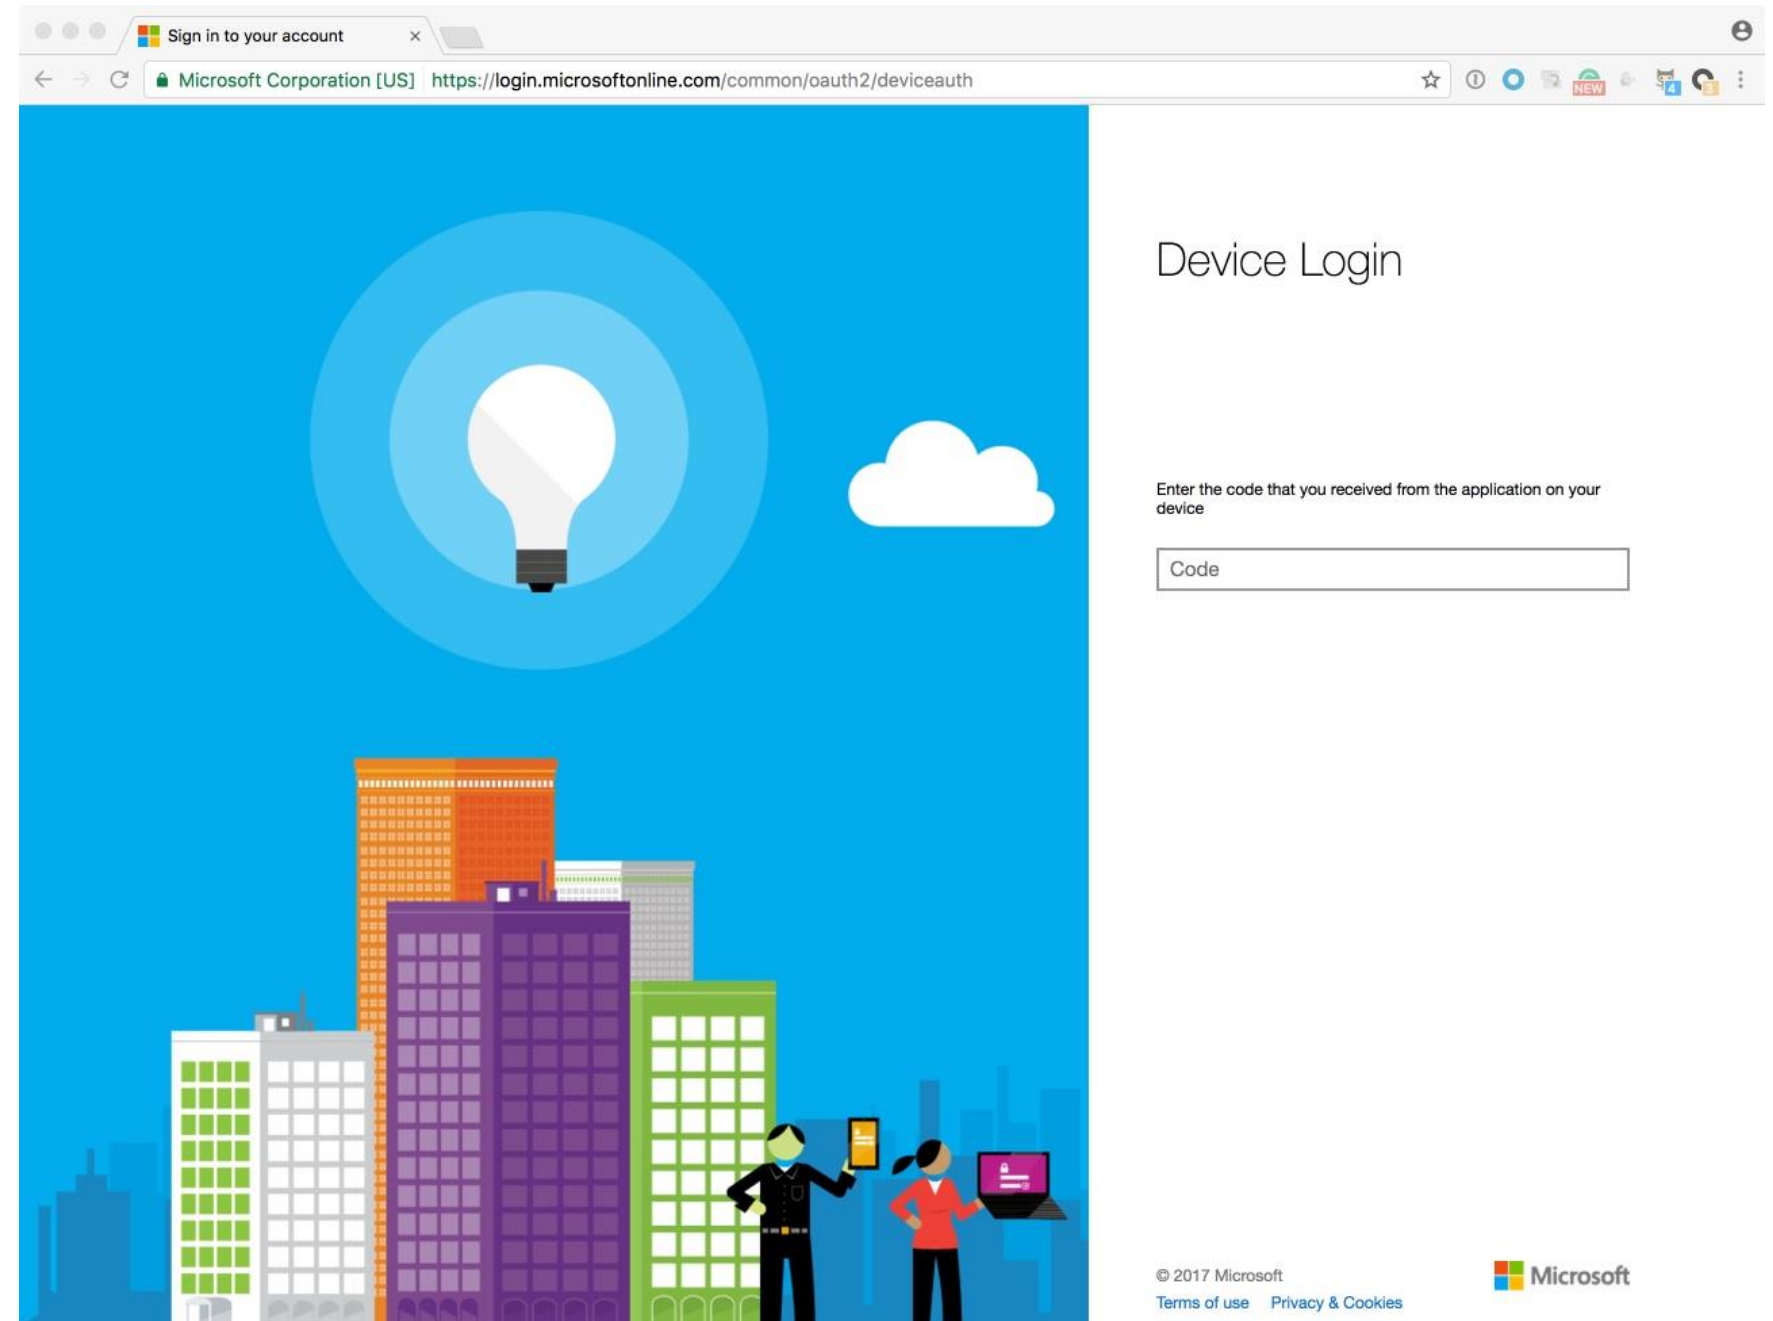 Sign in to your account
Microsoft Corporation [US] https://login.microsoftonline.com/common/oauth2/deviceauth
NEW
4
3
Device Login
Enter the code that you received from the application on your
device
Code
© 2017 Microsoft
Microsoft
Terms of use Privacy & Cookies